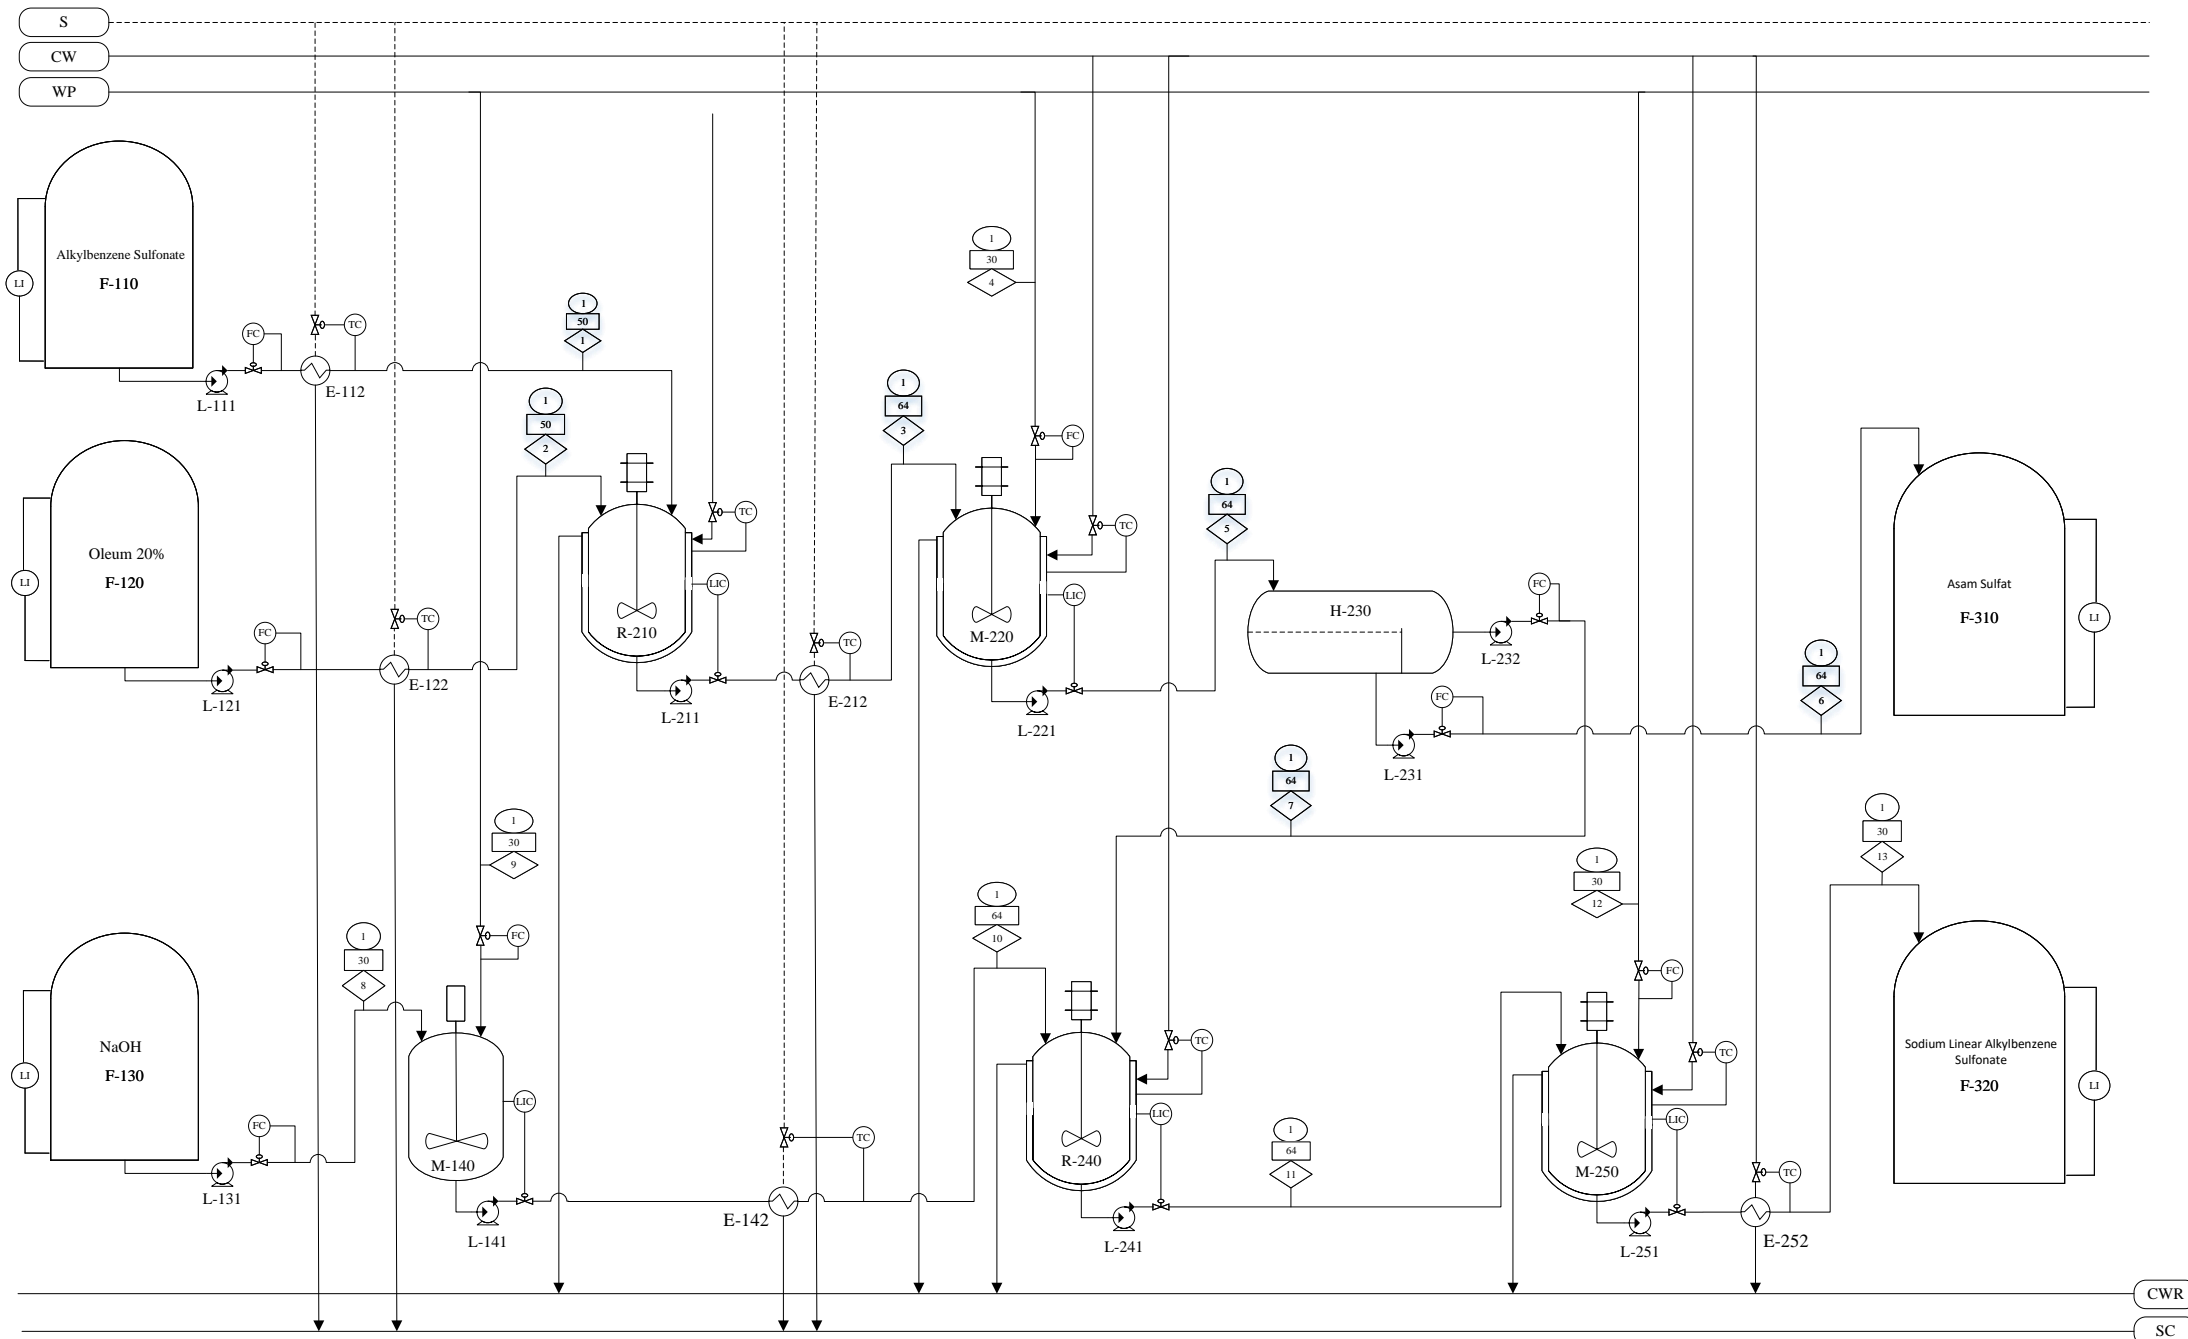 S
CW
WP
Alkylbenzene Sulfonate
F-110
LI
FC
TC
L-111
E-112
1
50
1
1
50
2
Oleum 20%
F-120
LI
FC
TC
L-121
E-122
R-210
TC
LIC
L-211
TC
E-212
1
64
3
1
30
4
FC
TC
M-220
LIC
L-221
1
64
5
H-230
FC
L-232
FC
L-231
1
64
6
Asam Sulfat
F-310
LI
1
64
7
NaOH
F-130
LI
FC
L-131
1
30
8
1
30
9
FC
M-140
LIC
L-141
TC
E-142
1
64
10
TC
R-240
LIC
L-241
1
64
11
1
30
12
FC
TC
M-250
LIC
L-251
TC
E-252
1
30
13
Sodium Linear Alkylbenzene
Sulfonate
F-320
LI
CWR
SC